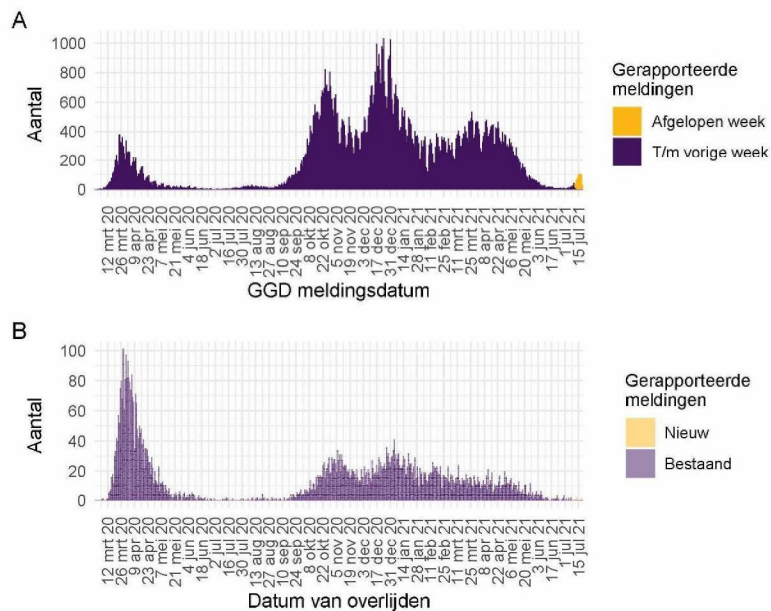 A
Aantal
1000
800
600
400
200
0
12 mrt 20
26 mrt 20
9 apr 20
23 apr 20
7 mei 20
21 mei 20
4 jun 20
18 jun 20
2 jul 20
16 jul 20
30 jul 20
13 aug 20
27 aug 20
10 sep 20
24 sep 20
8 okt 20
22 okt 20
5 nov 20
19 nov 20
3 dec 20
17 dec 20
31 dec 20
14 jan 21
28 jan 21
11 feb 21
25 feb 21
11 mrt 21
25 mrt 21
8 apr 21
22 apr 21
6 mei 21
20 mei 21
3 jun 21
17 jun 21
1 jul 21
15 jul 21
GGD meldingsdatum
Gerapporteerde
meldingen
Afgelopen week
T/m vorige week
B
Aantal
100
80
60
40
20
0
12 mrt 20
26 mrt 20
9 apr 20
23 apr 20
7 mei 20
21 mei 20
4 jun 20
18 jun 20
2 jul 20
16 jul 20
30 jul 20
13 aug 20
27 aug 20
10 sep 20
24 sep 20
8 okt 20
22 okt 20
5 nov 20
19 nov 20
3 dec 20
17 dec 20
31 dec 20
14 jan 21
28 jan 21
11 feb 21
25 feb 21
11 mrt 21
25 mrt 21
8 apr 21
22 apr 21
6 mei 21
20 mei 21
3 jun 21
17 jun 21
1 jul 21
15 jul 21
Datum van overlijden
Gerapporteerde
meldingen
Nieuw
Bestaand